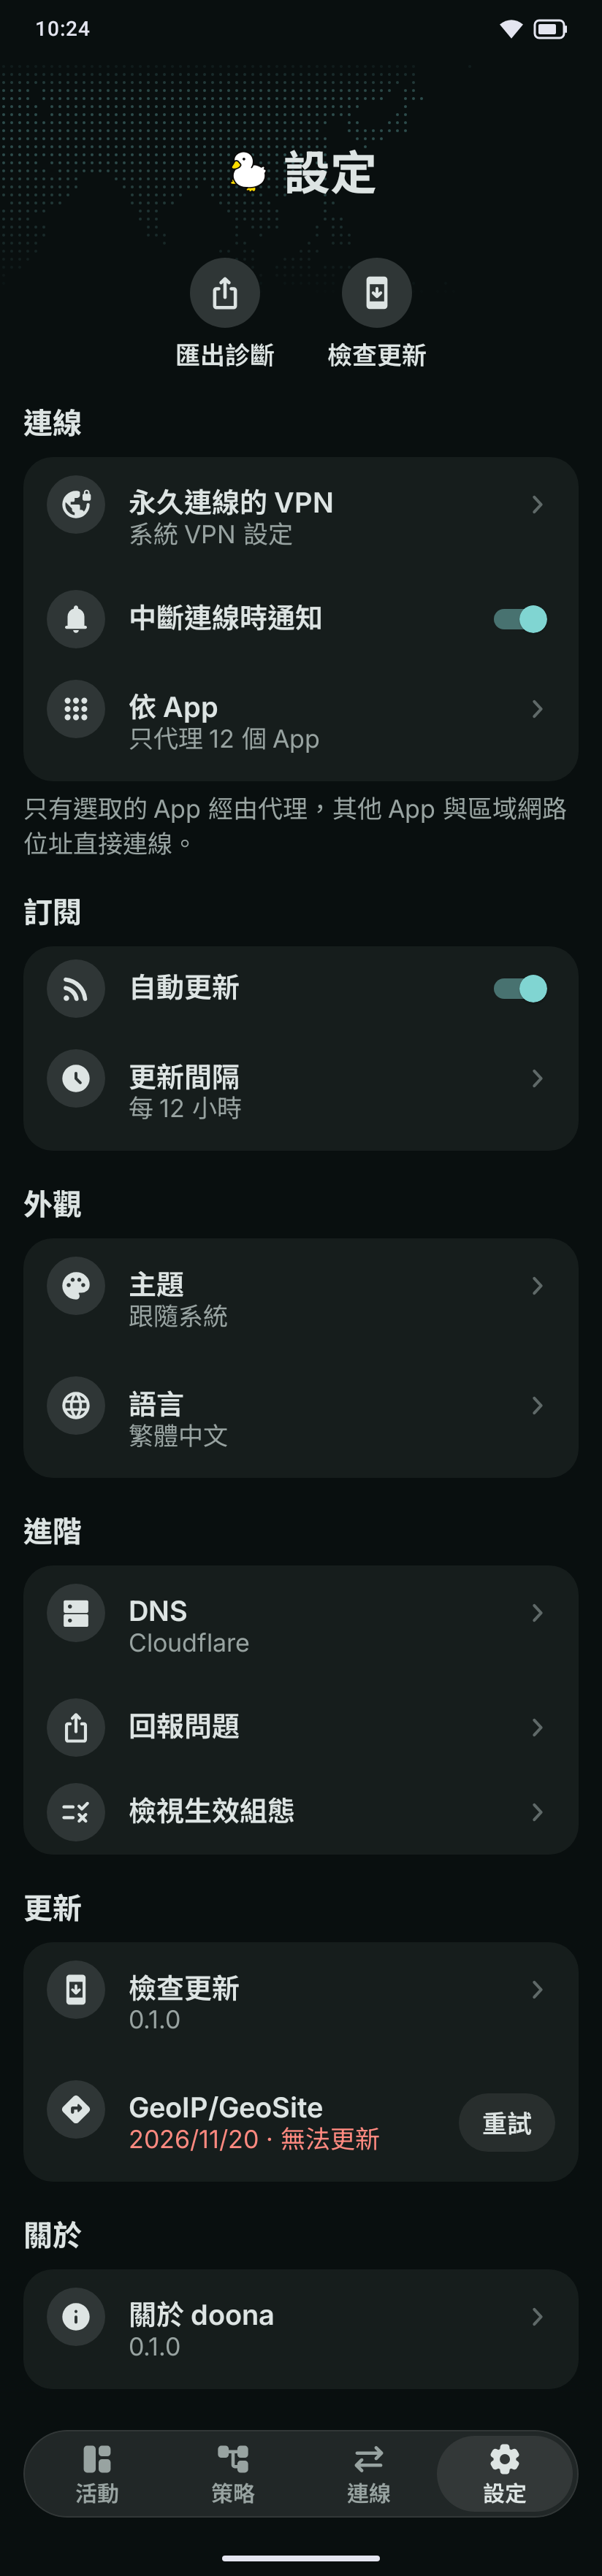 10:24
設定
匯出診斷
檢查更新
連線
永久連線的 VPN
系統 VPN 設定
中斷連線時通知
依 App
只代理 12 個 App
只有選取的 App 經由代理，其他 App 與區域網路
位址直接連線。
訂閱
自動更新
更新間隔
每 12 小時
外觀
主題
跟隨系統
語言
繁體中文
進階
DNS
Cloudflare
回報問題
檢視生效組態
更新
檢查更新
0.1.0
GeoIP/GeoSite
2026/11/20 · 無法更新
重試
關於
關於 doona
0.1.0
活動
策略
連線
設定